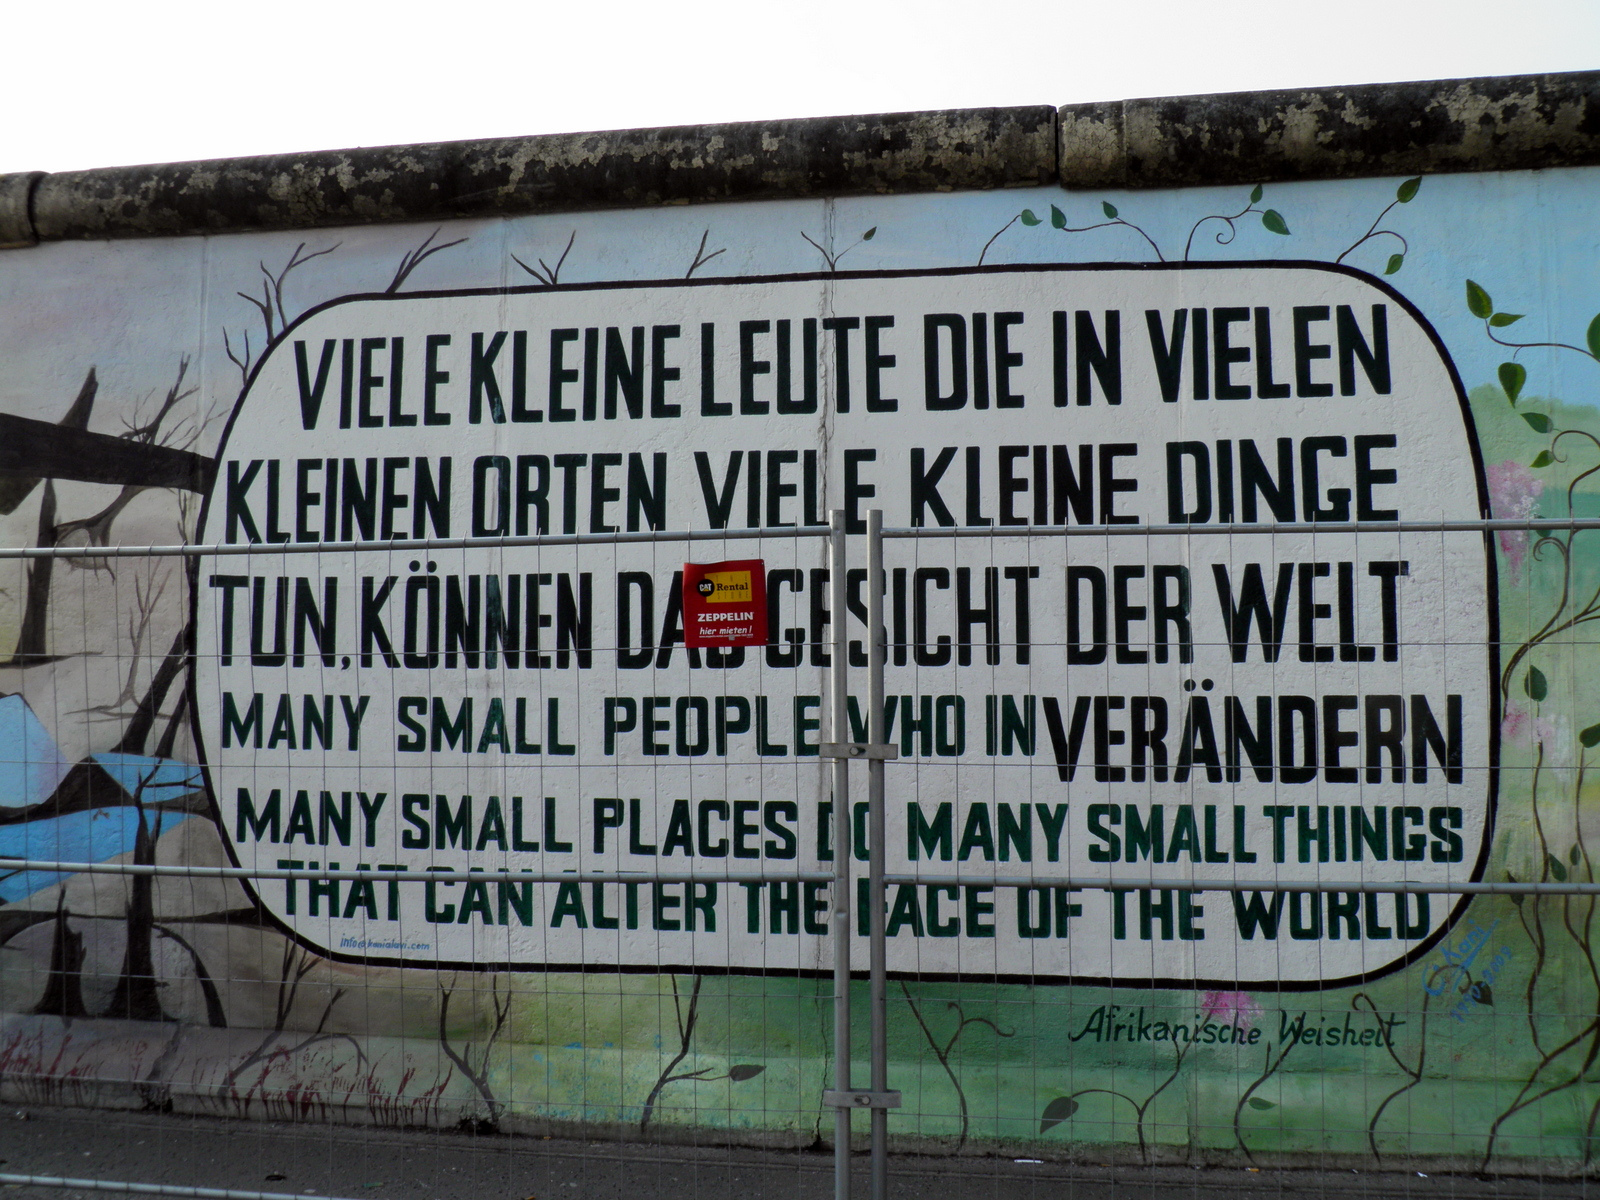 VIELE KLEINE LEUTE DIE IN VIELEN
KLEINEN ORTEN VIELE KLEINE DINGE
TUN, KÖNNEN DAS GESICHT DER WELT
VERÄNDERN
MANY SMALL PEOPLE WHO IN
MANY SMALL PLACES DO MANY SMALL THINGS
THAT CAN ALTER THE FACE OF THE WORLD
Afrikanische Weisheit
CAT Rental
ZEPPELIN
hier mieten!